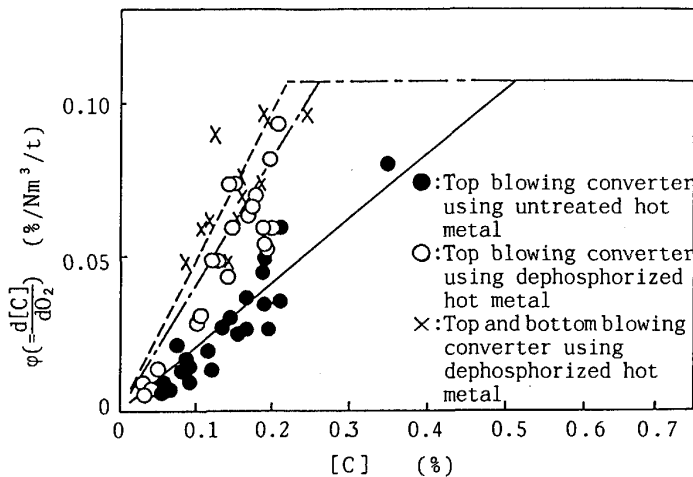 0.10
0.05
0
φ(=d[C]/dO₂) (%/Nm³/t)
●:Top blowing converter
using untreated hot
metal
○:Top blowing converter
using dephosphorized
hot metal
×:Top and bottom blowing
converter using
dephosphorized hot
metal
0 0.1 0.2 0.3 0.4 0.5 0.6 0.7
[C] (%)